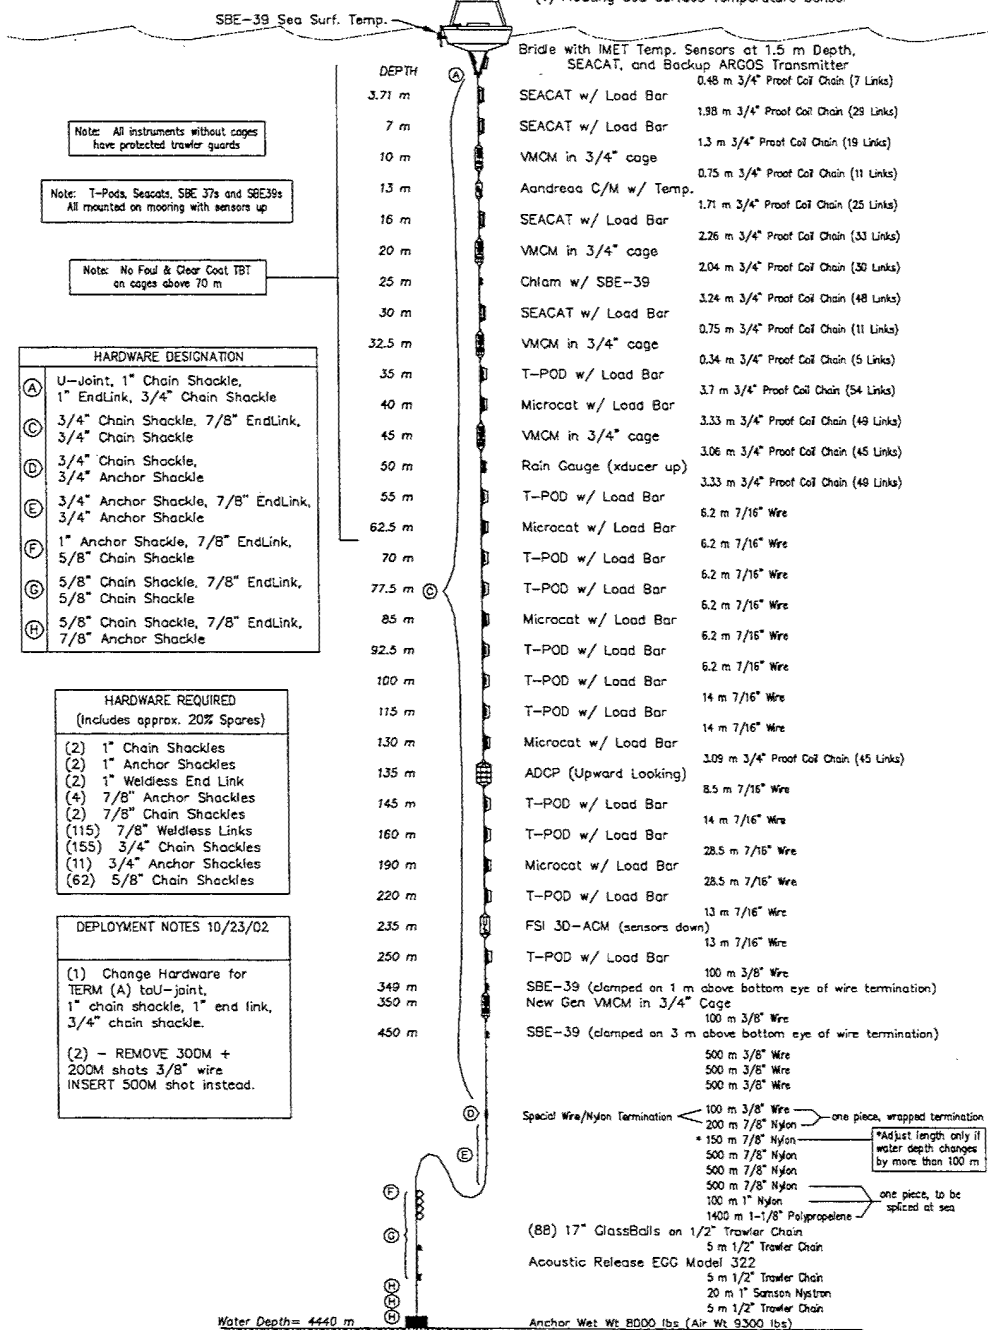 (1) Floating Sea Surface Temperature Sensor
SBE-39 Sea Surf. Temp.
Bridle with IMET Temp. Sensors at 1.5 m Depth,
SEACAT, and Backup ARGOS Transmitter
DEPTH
A
0.48 m 3/4" Proof Coil Chain (7 Links)
3.71 m SEACAT w/ Load Bar
1.98 m 3/4" Proof Coil Chain (29 Links)
7 m SEACAT w/ Load Bar
1.3 m 3/4" Proof Coil Chain (19 Links)
10 m VMCM in 3/4" cage
0.75 m 3/4" Proof Coil Chain (11 Links)
13 m Aandreaa C/M w/ Temp.
1.71 m 3/4" Proof Coil Chain (25 Links)
16 m SEACAT w/ Load Bar
2.26 m 3/4" Proof Coil Chain (33 Links)
20 m VMCM in 3/4" cage
2.04 m 3/4" Proof Coil Chain (30 Links)
25 m Chlam w/ SBE-39
3.24 m 3/4" Proof Coil Chain (48 Links)
30 m SEACAT w/ Load Bar
0.75 m 3/4" Proof Coil Chain (11 Links)
32.5 m VMCM in 3/4" cage
0.34 m 3/4" Proof Coil Chain (5 Links)
35 m T-POD w/ Load Bar
3.7 m 3/4" Proof Coil Chain (54 Links)
40 m Microcat w/ Load Bar
3.33 m 3/4" Proof Coil Chain (49 Links)
45 m VMCM in 3/4" cage
3.06 m 3/4" Proof Coil Chain (45 Links)
50 m Rain Gauge (xducer up)
3.33 m 3/4" Proof Coil Chain (49 Links)
55 m T-POD w/ Load Bar
6.2 m 7/16" Wire
62.5 m Microcat w/ Load Bar
6.2 m 7/16" Wire
70 m T-POD w/ Load Bar
6.2 m 7/16" Wire
77.5 m C T-POD w/ Load Bar
6.2 m 7/16" Wire
85 m Microcat w/ Load Bar
6.2 m 7/16" Wire
92.5 m T-POD w/ Load Bar
6.2 m 7/16" Wire
100 m T-POD w/ Load Bar
14 m 7/16" Wire
115 m T-POD w/ Load Bar
14 m 7/16" Wire
130 m Microcat w/ Load Bar
3.09 m 3/4" Proof Coil Chain (45 Links)
135 m ADCP (Upward Looking)
8.5 m 7/16" Wire
145 m T-POD w/ Load Bar
14 m 7/16" Wire
160 m T-POD w/ Load Bar
28.5 m 7/16" Wire
190 m Microcat w/ Load Bar
28.5 m 7/16" Wire
220 m T-POD w/ Load Bar
13 m 7/16" Wire
235 m FSI 3D-ACM (sensors down)
13 m 7/16" Wire
250 m T-POD w/ Load Bar
100 m 3/8" Wire
349 m SBE-39 (clamped on 1 m above bottom eye of wire termination)
350 m New Gen VMCM in 3/4" Cage
100 m 3/8" Wire
450 m SBE-39 (clamped on 3 m above bottom eye of wire termination)
500 m 3/8" Wire
500 m 3/8" Wire
500 m 3/8" Wire
D
Special Wire/Nylon Termination
100 m 3/8" Wire
200 m 7/8" Nylon
one piece, wrapped termination
* 150 m 7/8" Nylon
*Adjust length only if
water depth changes
by more than 100 m
E
500 m 7/8" Nylon
500 m 7/8" Nylon
500 m 7/8" Nylon
100 m 1" Nylon
1400 m 1-1/8" Polypropelene
one piece, to be
spliced at sea
F
(88) 17" GlassBalls on 1/2" Trawler Chain
G
5 m 1/2" Trawler Chain
Acoustic Release EGG Model 322
5 m 1/2" Trawler Chain
H
20 m 1" Samson Nystron
H
5 m 1/2" Trawler Chain
H
Water Depth= 4440 m
Anchor Wet Wt 8000 lbs (Air Wt 9300 lbs)
Note: All instruments without cages
have protected trawler guards
Note: T-Pods, Seacats, SBE 37s and SBE39s
All mounted on mooring with sensors up
Note: No Foul & Clear Coat TBT
on cages above 70 m
HARDWARE DESIGNATION
A U-Joint, 1" Chain Shackle,
1" EndLink, 3/4" Chain Shackle
C 3/4" Chain Shackle, 7/8" EndLink,
3/4" Chain Shackle
D 3/4" Chain Shackle,
3/4" Anchor Shackle
E 3/4" Anchor Shackle, 7/8" EndLink,
3/4" Anchor Shackle
F 1" Anchor Shackle, 7/8" EndLink,
5/8" Chain Shackle
G 5/8" Chain Shackle, 7/8" EndLink,
5/8" Chain Shackle
H 5/8" Chain Shackle, 7/8" EndLink,
7/8" Anchor Shackle
HARDWARE REQUIRED
(Includes approx. 20% Spares)
(2) 1" Chain Shackles
(2) 1" Anchor Shackles
(2) 1" Weldless End Link
(4) 7/8" Anchor Shackles
(2) 7/8" Chain Shackles
(115) 7/8" Weldless Links
(155) 3/4" Chain Shackles
(11) 3/4" Anchor Shackles
(62) 5/8" Chain Shackles
DEPLOYMENT NOTES 10/23/02
(1) Change Hardware for
TERM (A) toU-joint,
1" chain shackle, 1" end link,
3/4" chain shackle.
(2) - REMOVE 300M +
200M shots 3/8" wire
INSERT 500M shot instead.